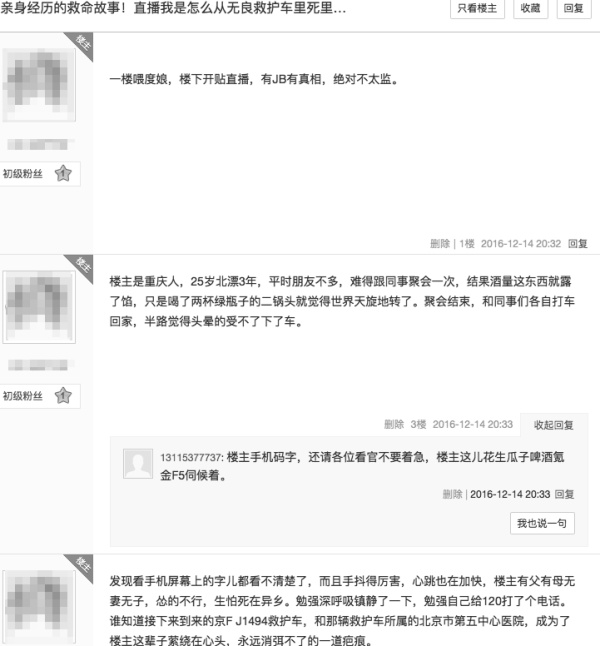 亲身经历的救命故事！直播我是怎么从无良救护车里死里...
只看楼主 收藏 回复
楼主
一楼喂度娘，楼下开贴直播，有JB有真相，绝对不太监。
初级粉丝 1
删除 | 1楼 2016-12-14 20:32 回复
楼主
楼主是重庆人，25岁北漂3年，平时朋友不多，难得跟同事聚会一次，结果酒量这东西就露
了馅，只是喝了两杯绿瓶子的二锅头就觉得世界天旋地转了。聚会结束，和同事们各自打车
回家，半路觉得头晕的受不了下了车。
初级粉丝 1
删除 3楼 2016-12-14 20:33 收起回复
13115377737: 楼主手机码字，还请各位看官不要着急，楼主这儿花生瓜子啤酒氪
金F5伺候着。
删除 | 2016-12-14 20:33 回复
我也说一句
楼主
发现看手机屏幕上的字儿都看不清楚了，而且手抖得厉害，心跳也在加快，楼主有父有母无
妻无子，怂的不行，生怕死在异乡。勉强深呼吸镇静了一下，勉强自己给120打了个电话。
谁知道接下来到来的京F J1494救护车，和那辆救护车所属的北京市第五中心医院，成为了
楼主这辈子萦绕在心头，永远消弭不了的一道疤痕。